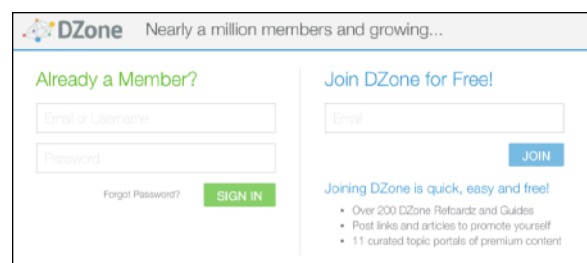 DZone Nearly a million members and growing...
Already a Member?
Email or Username
Password
Forgot Password? SIGN IN
Join DZone for Free!
Email
JOIN
Joining DZone is quick, easy and free!
• Over 200 DZone Refcardz and Guides
• Post links and articles to promote yourself
• 11 curated topic portals of premium content